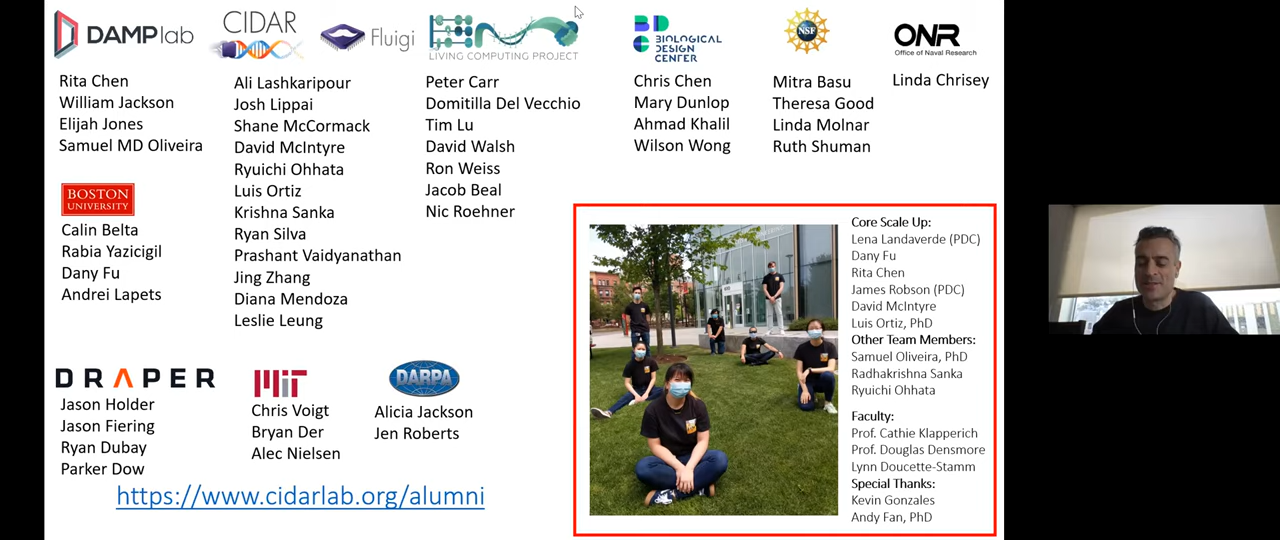 DAMPlab
Rita Chen
William Jackson
Elijah Jones
Samuel MD Oliveira
BOSTON
UNIVERSITY
Calin Belta
Rabia Yazicigil
Dany Fu
Andrei Lapets
CIDAR
Ali Lashkaripour
Josh Lippai
Shane McCormack
David McIntyre
Ryuichi Ohhata
Luis Ortiz
Krishna Sanka
Ryan Silva
Prashant Vaidyanathan
Jing Zhang
Diana Mendoza
Leslie Leung
Fluigi
LIVING COMPUTING PROJECT
Peter Carr
Domitilla Del Vecchio
Tim Lu
David Walsh
Ron Weiss
Jacob Beal
Nic Roehner
BDC
BIOLOGICAL
DESIGN
CENTER
Chris Chen
Mary Dunlop
Ahmad Khalil
Wilson Wong
NSF
Mitra Basu
Theresa Good
Linda Molnar
Ruth Shuman
ONR
Office of Naval Research
Linda Chrisey
DRAPER
Jason Holder
Jason Fiering
Ryan Dubay
Parker Dow
MIT
Chris Voigt
Bryan Der
Alec Nielsen
DARPA
Alicia Jackson
Jen Roberts
https://www.cidarlab.org/alumni
Core Scale Up:
Lena Landaverde (PDC)
Dany Fu
Rita Chen
James Robson (PDC)
David McIntyre
Luis Ortiz, PhD
Other Team Members:
Samuel Oliveira, PhD
Radhakrishna Sanka
Ryuichi Ohhata
Faculty:
Prof. Cathie Klapperich
Prof. Douglas Densmore
Lynn Doucette-Stamm
Special Thanks:
Kevin Gonzales
Andy Fan, PhD